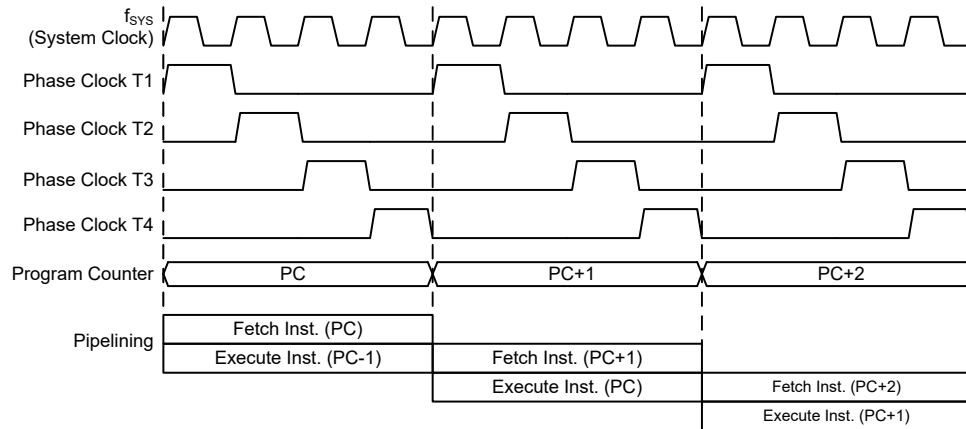 fSYS
(System Clock)
Phase Clock T1
Phase Clock T2
Phase Clock T3
Phase Clock T4
Program Counter PC PC+1 PC+2
Pipelining
Fetch Inst. (PC)
Execute Inst. (PC-1) Fetch Inst. (PC+1)
Execute Inst. (PC) Fetch Inst. (PC+2)
Execute Inst. (PC+1)